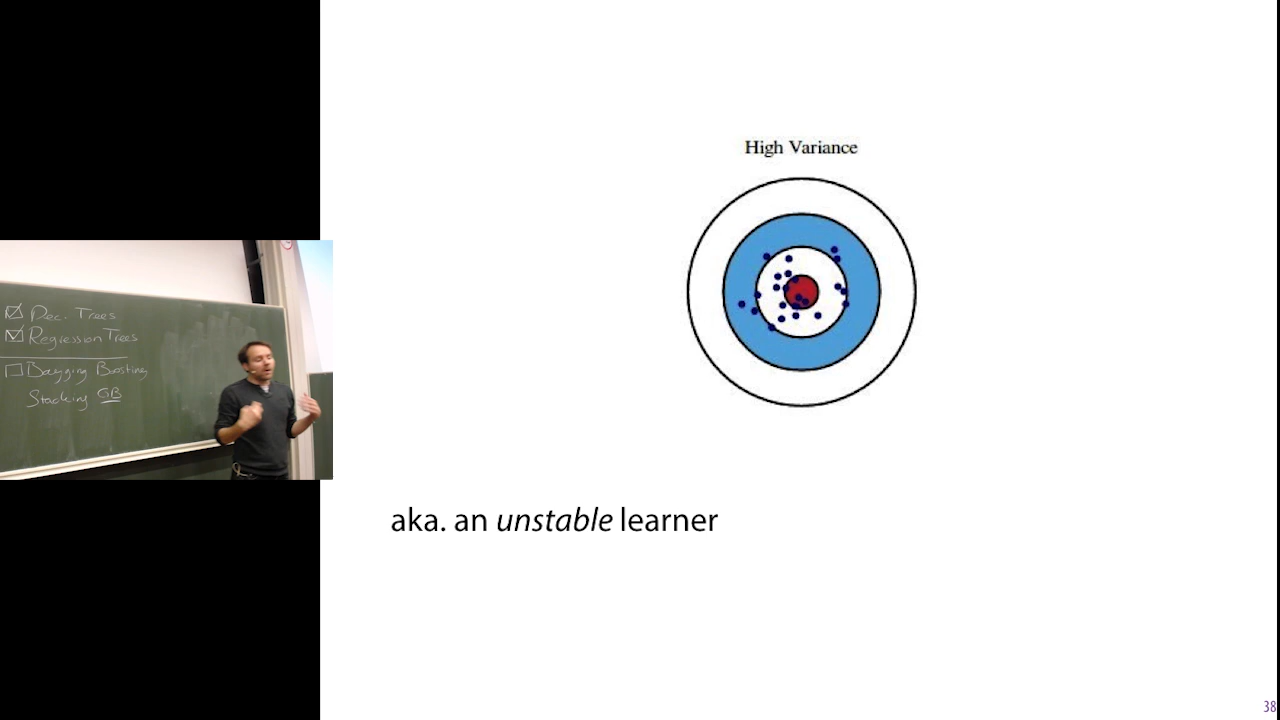 High Variance
Dec. Trees
Regression Trees
Bagging Boosting
Stacking GB
aka. an unstable learner
38